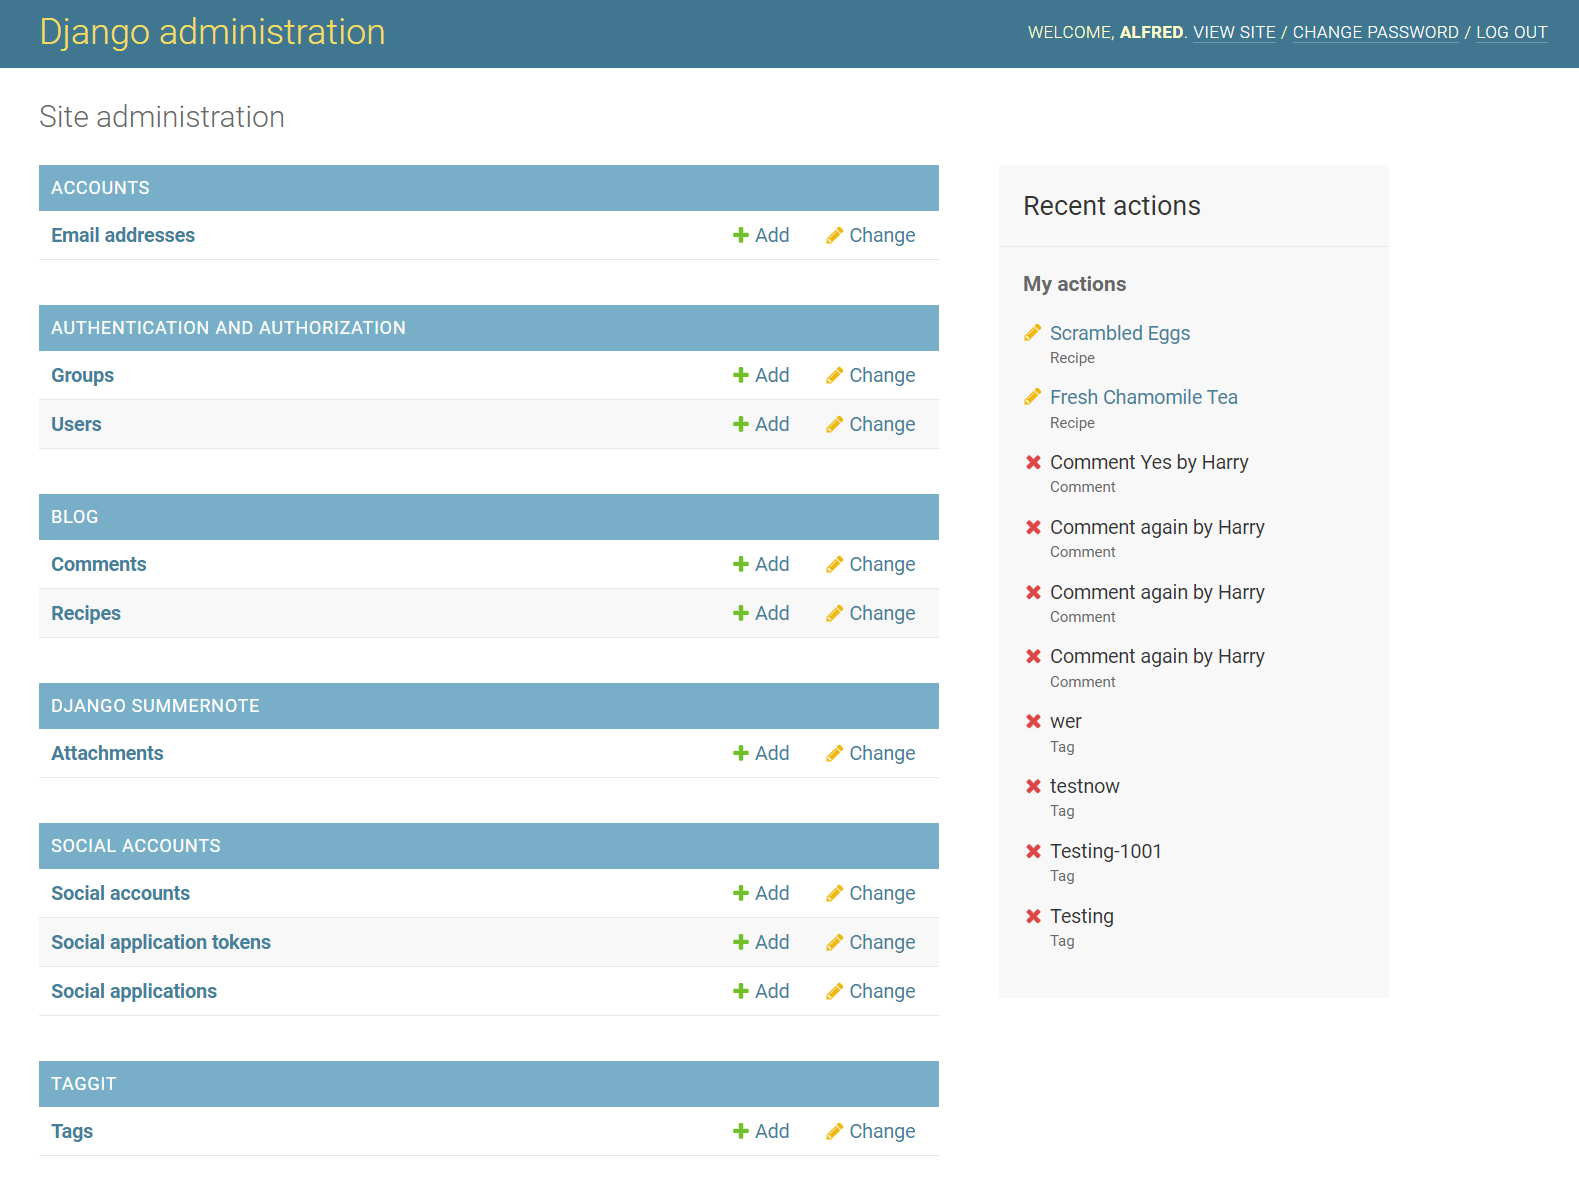 Django administration
WELCOME, ALFRED. VIEW SITE / CHANGE PASSWORD / LOG OUT
Site administration
ACCOUNTS
Email addresses Add Change
AUTHENTICATION AND AUTHORIZATION
Groups Add Change
Users Add Change
BLOG
Comments Add Change
Recipes Add Change
DJANGO SUMMERNOTE
Attachments Add Change
SOCIAL ACCOUNTS
Social accounts Add Change
Social application tokens Add Change
Social applications Add Change
TAGGIT
Tags Add Change
Recent actions
My actions
Scrambled Eggs
Recipe
Fresh Chamomile Tea
Recipe
Comment Yes by Harry
Comment
Comment again by Harry
Comment
Comment again by Harry
Comment
Comment again by Harry
Comment
wer
Tag
testnow
Tag
Testing-1001
Tag
Testing
Tag